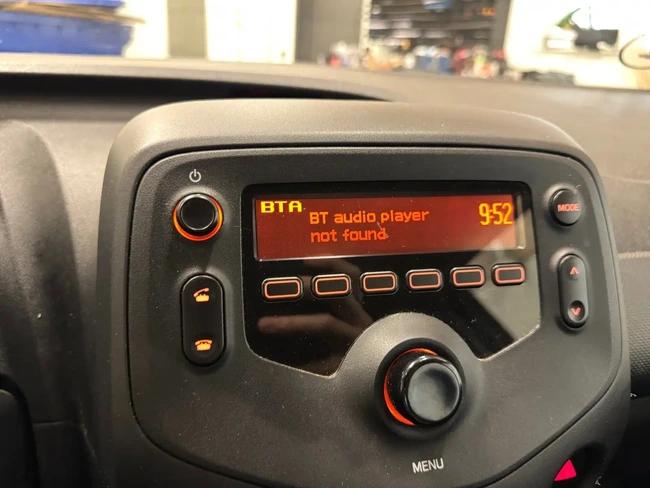 BTA
BT audio player
not found
9:52
MODE
MENU